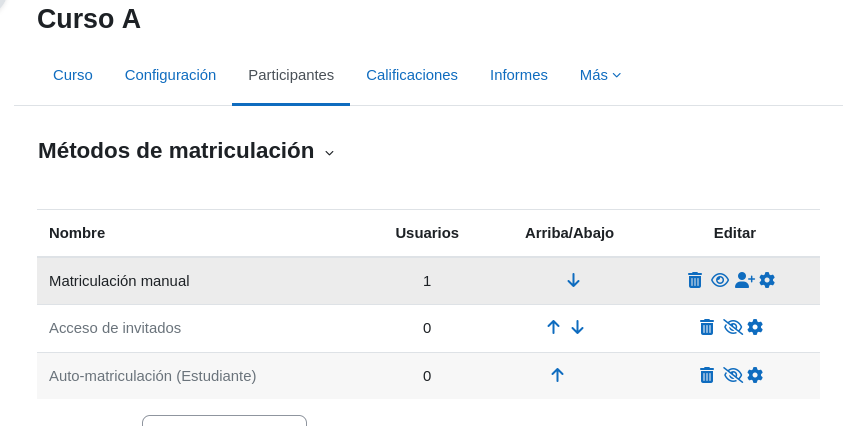 Curso A
Curso Configuración Participantes Calificaciones Informes Más
Métodos de matriculación
Nombre Usuarios Arriba/Abajo Editar
Matriculación manual 1
Acceso de invitados 0
Auto-matriculación (Estudiante) 0